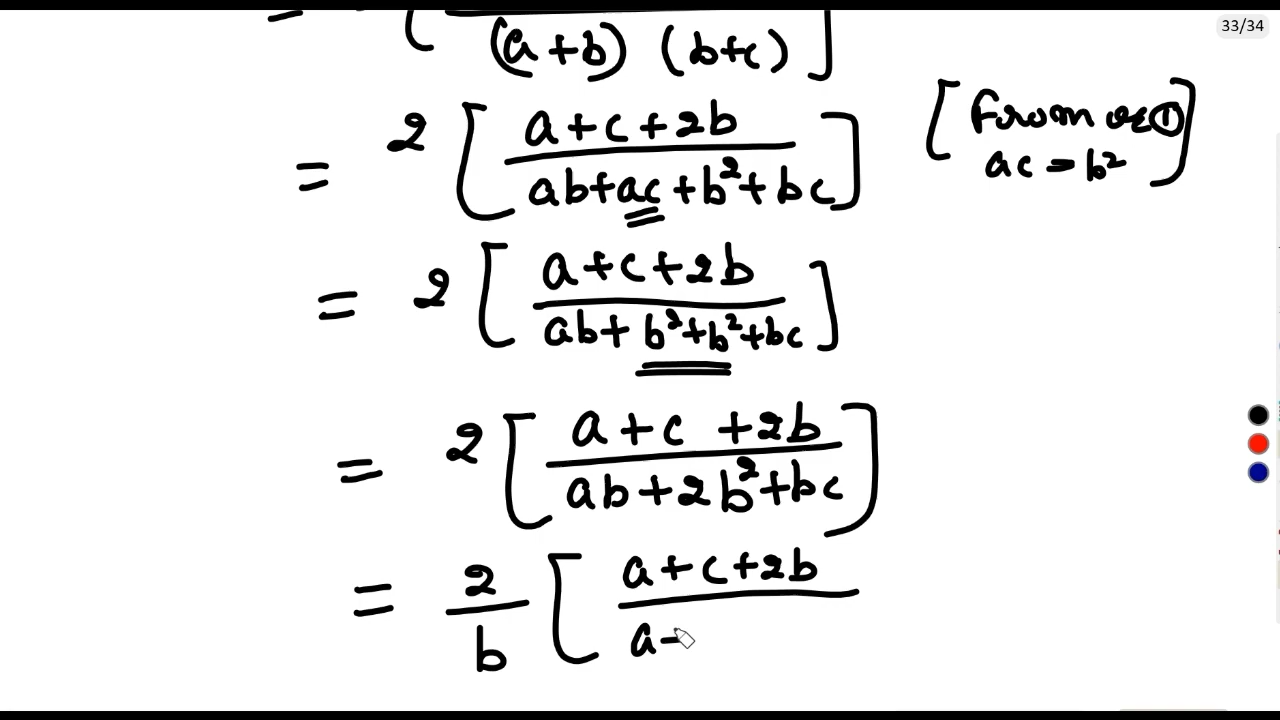 33/34
(a+b) (b+c)
= 2 [ a+c+2b / ab+ac+b²+bc ] [From ①
ac = b²]
= 2 [ a+c+2b / ab+b²+b²+bc ]
= 2 [ a+c+2b / ab+2b²+bc ]
= 2/b [ a+c+2b / a-